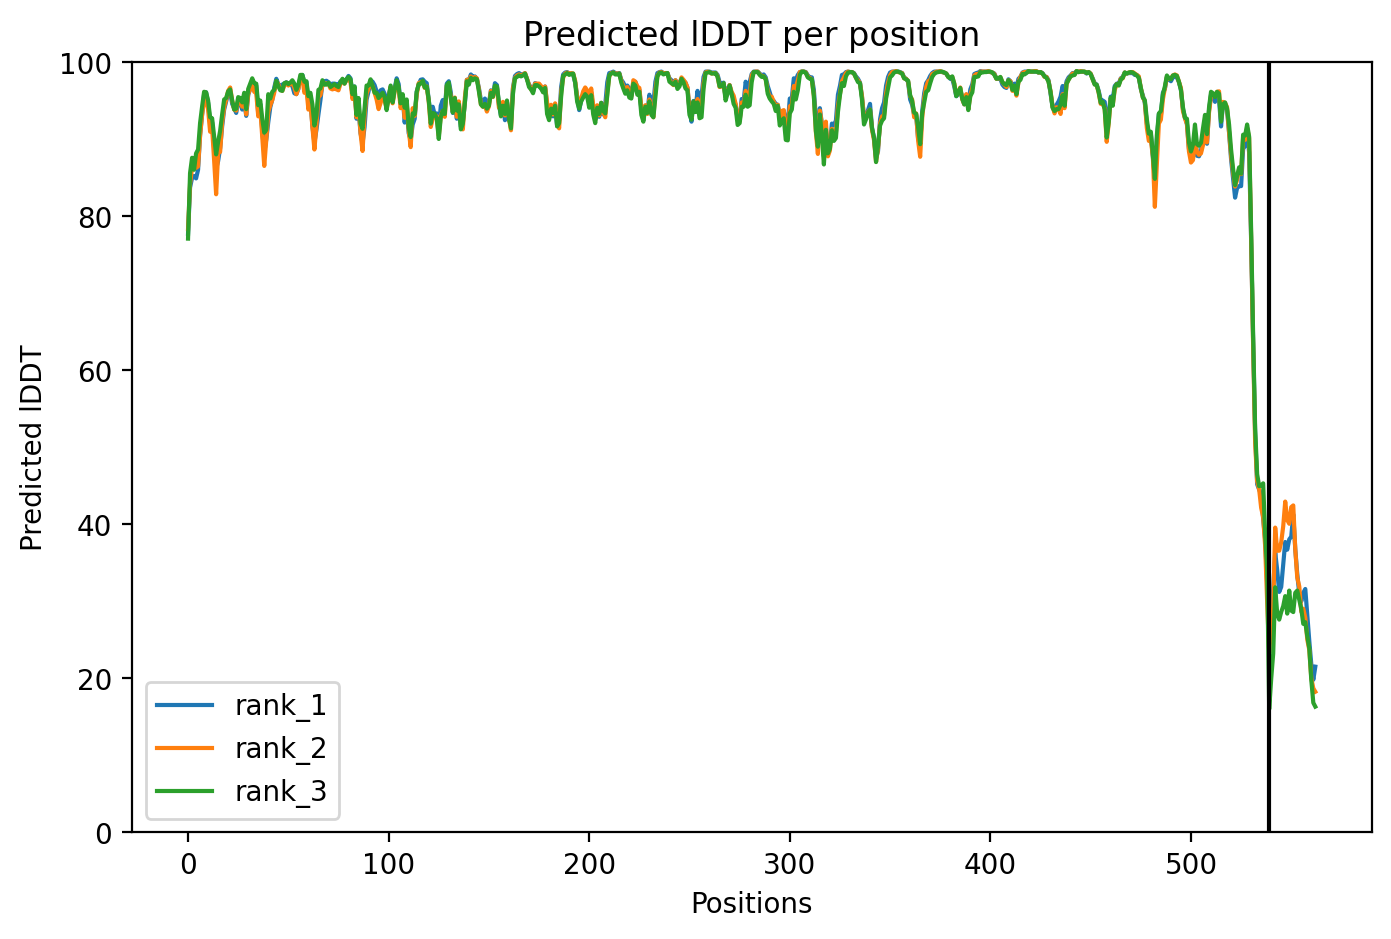 Predicted lDDT per position
100
80
60
40
20
0
Predicted lDDT
rank_1
rank_2
rank_3
0 100 200 300 400 500
Positions